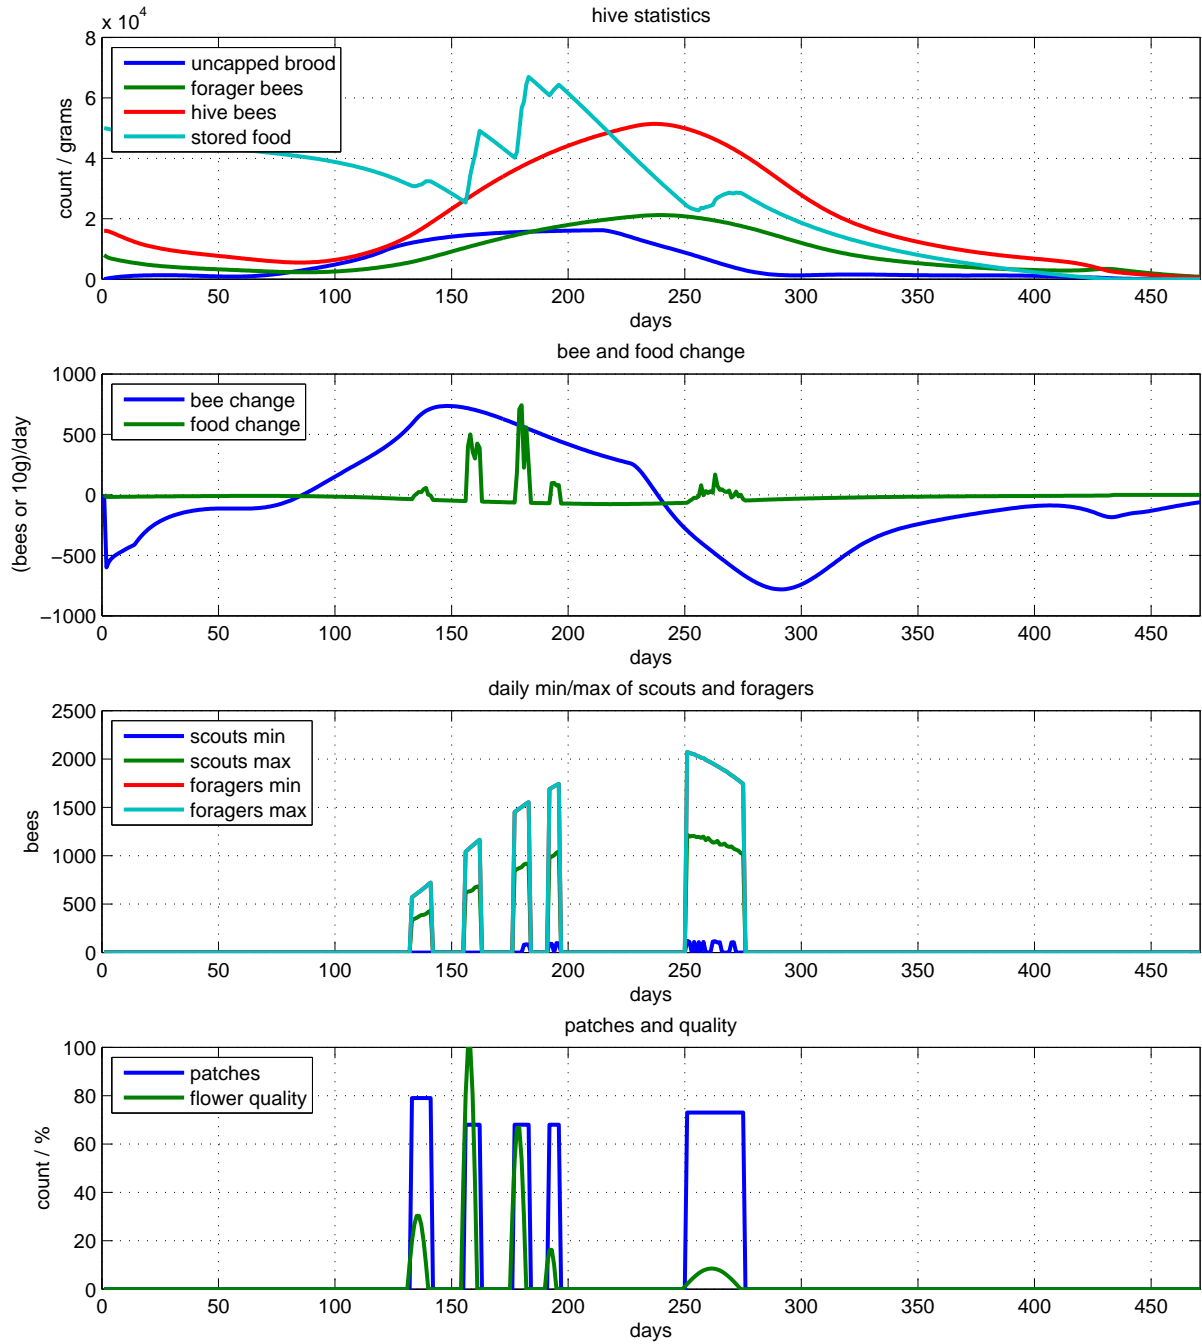 hive statistics
x 10^4
80
60
40
20
0
count / grams
uncapped brood
forager bees
hive bees
stored food
0 50 100 150 200 250 300 350 400 450
days
bee and food change
1000
500
0
−500
−1000
(bees or 10g)/day
bee change
food change
0 50 100 150 200 250 300 350 400 450
days
daily min/max of scouts and foragers
2500
2000
1500
1000
500
0
bees
scouts min
scouts max
foragers min
foragers max
0 50 100 150 200 250 300 350 400 450
days
patches and quality
100
80
60
40
20
0
count / %
patches
flower quality
0 50 100 150 200 250 300 350 400 450
days